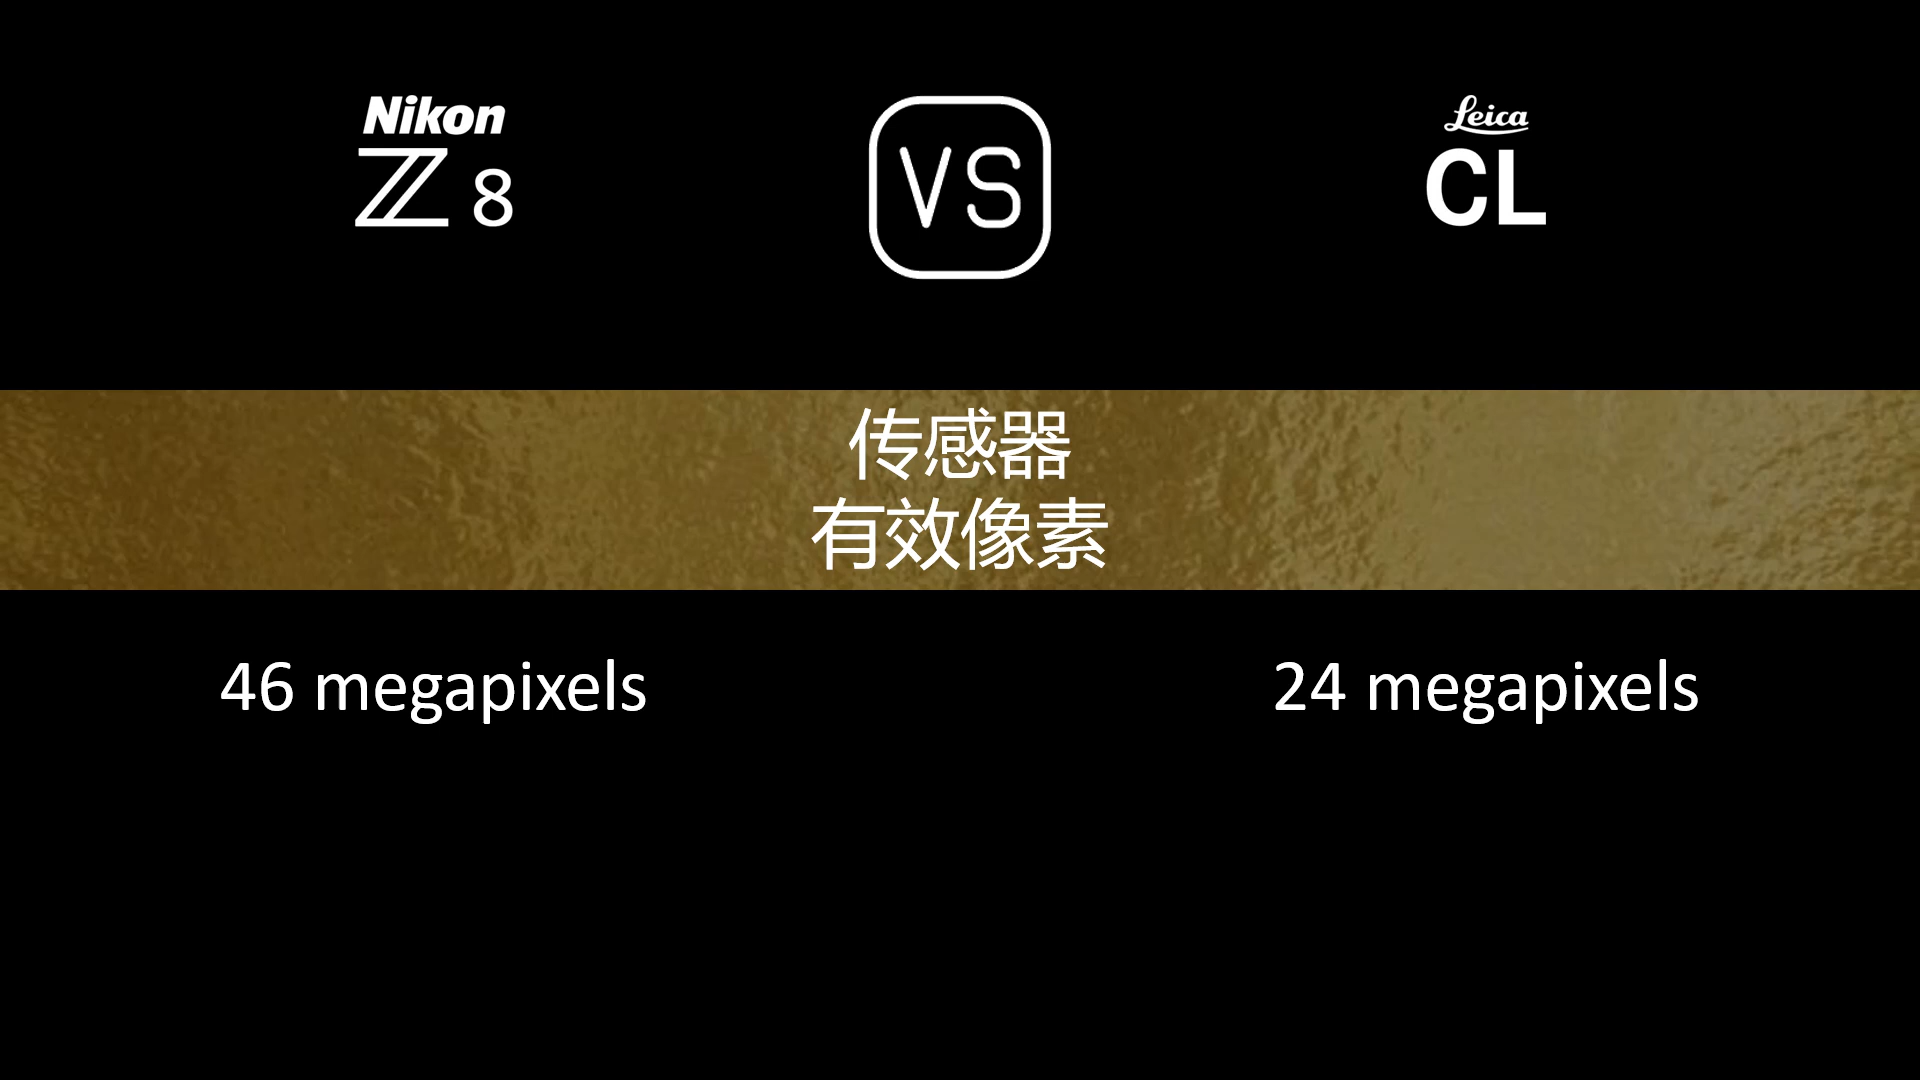 Nikon
Z 8
VS
Leica
CL
传感器
有效像素
46 megapixels
24 megapixels